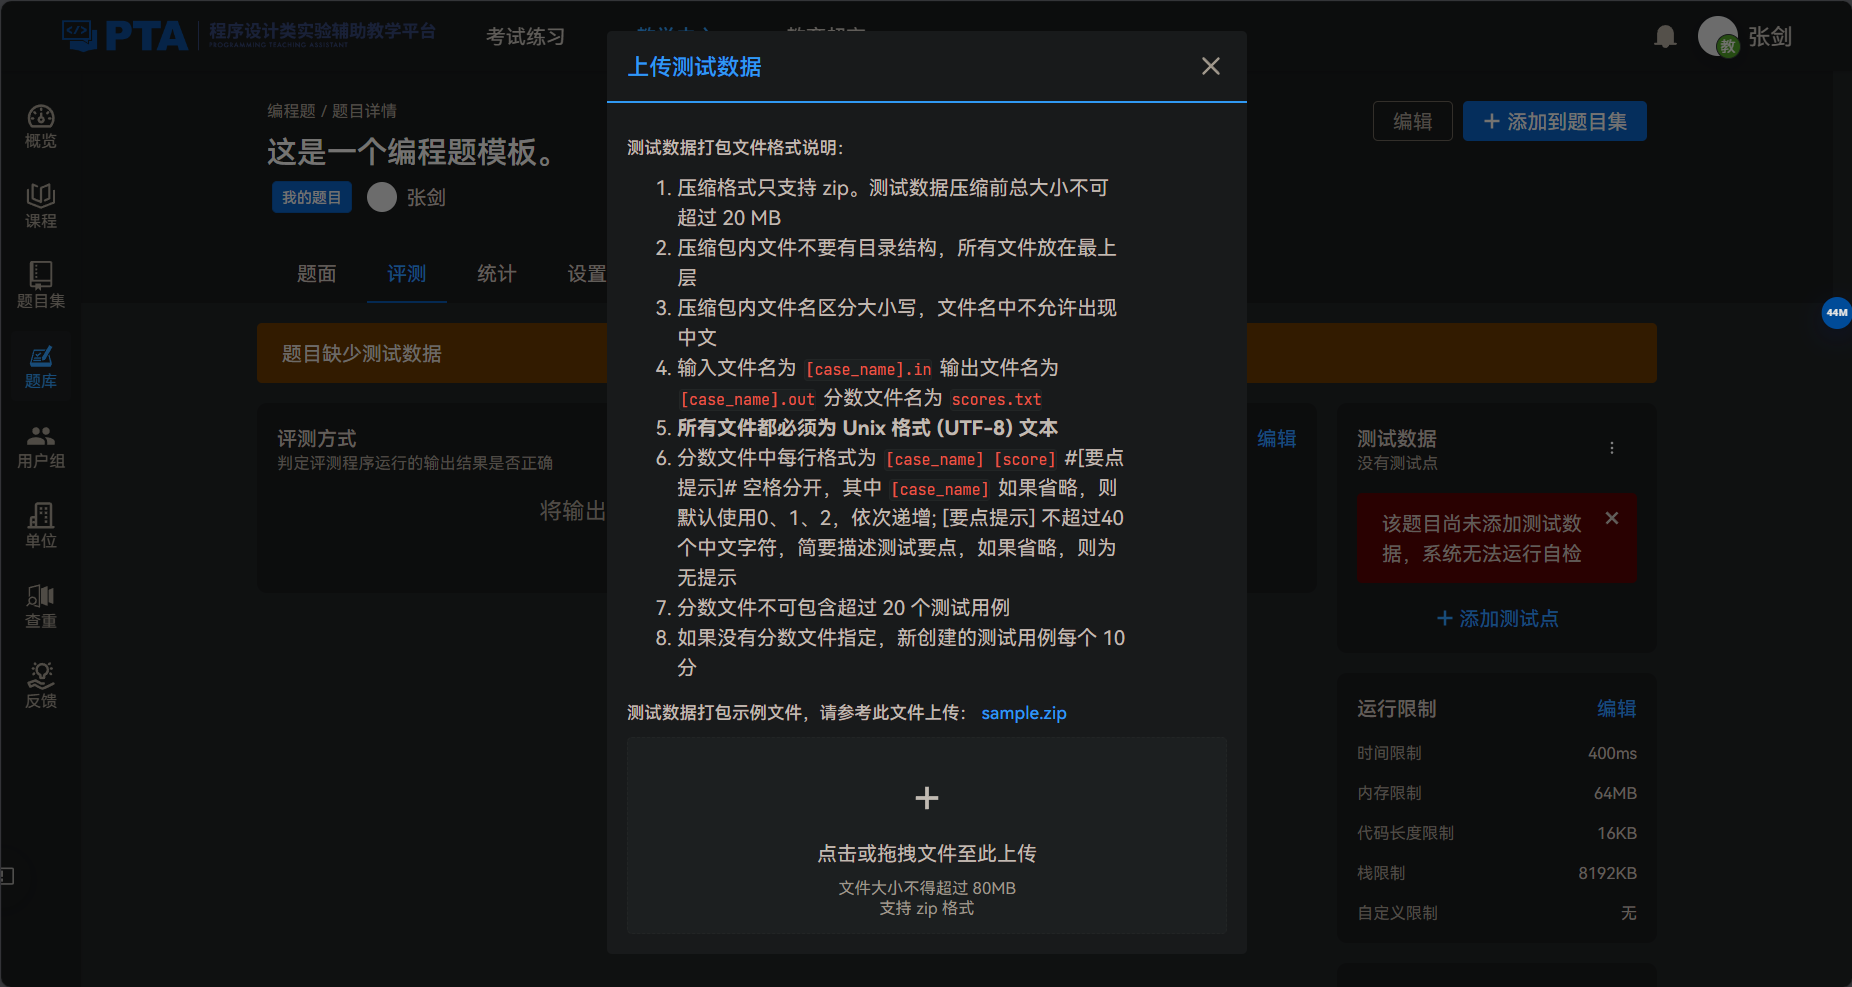 PTA
程序设计类实验辅助教学平台
PROGRAMMING TEACHING ASSISTANT
考试练习
教
张剑
概览
课程
题目集
题库
用户组
单位
查重
反馈
编程题 / 题目详情
这是一个编程题模板。
我的题目
张剑
编辑
+ 添加到题目集
题面
评测
统计
设置
题目缺少测试数据
评测方式
判定评测程序运行的输出结果是否正确
将输出
编辑
上传测试数据
测试数据打包文件格式说明:
1. 压缩格式只支持 zip。测试数据压缩前总大小不可
超过 20 MB
2. 压缩包内文件不要有目录结构，所有文件放在最上
层
3. 压缩包内文件名区分大小写，文件名中不允许出现
中文
4. 输入文件名为 [case_name].in 输出文件名为
[case_name].out 分数文件名为 scores.txt
5. 所有文件都必须为 Unix 格式 (UTF-8) 文本
6. 分数文件中每行格式为 [case_name] [score] #[要点
提示]# 空格分开，其中 [case_name] 如果省略，则
默认使用0、1、2，依次递增; [要点提示] 不超过40
个中文字符，简要描述测试要点，如果省略，则为
无提示
7. 分数文件不可包含超过 20 个测试用例
8. 如果没有分数文件指定，新创建的测试用例每个 10
分
测试数据打包示例文件，请参考此文件上传： sample.zip
点击或拖拽文件至此上传
文件大小不得超过 80MB
支持 zip 格式
测试数据
没有测试点
该题目尚未添加测试数
据，系统无法运行自检
+ 添加测试点
运行限制
编辑
时间限制 400ms
内存限制 64MB
代码长度限制 16KB
栈限制 8192KB
自定义限制 无
44M